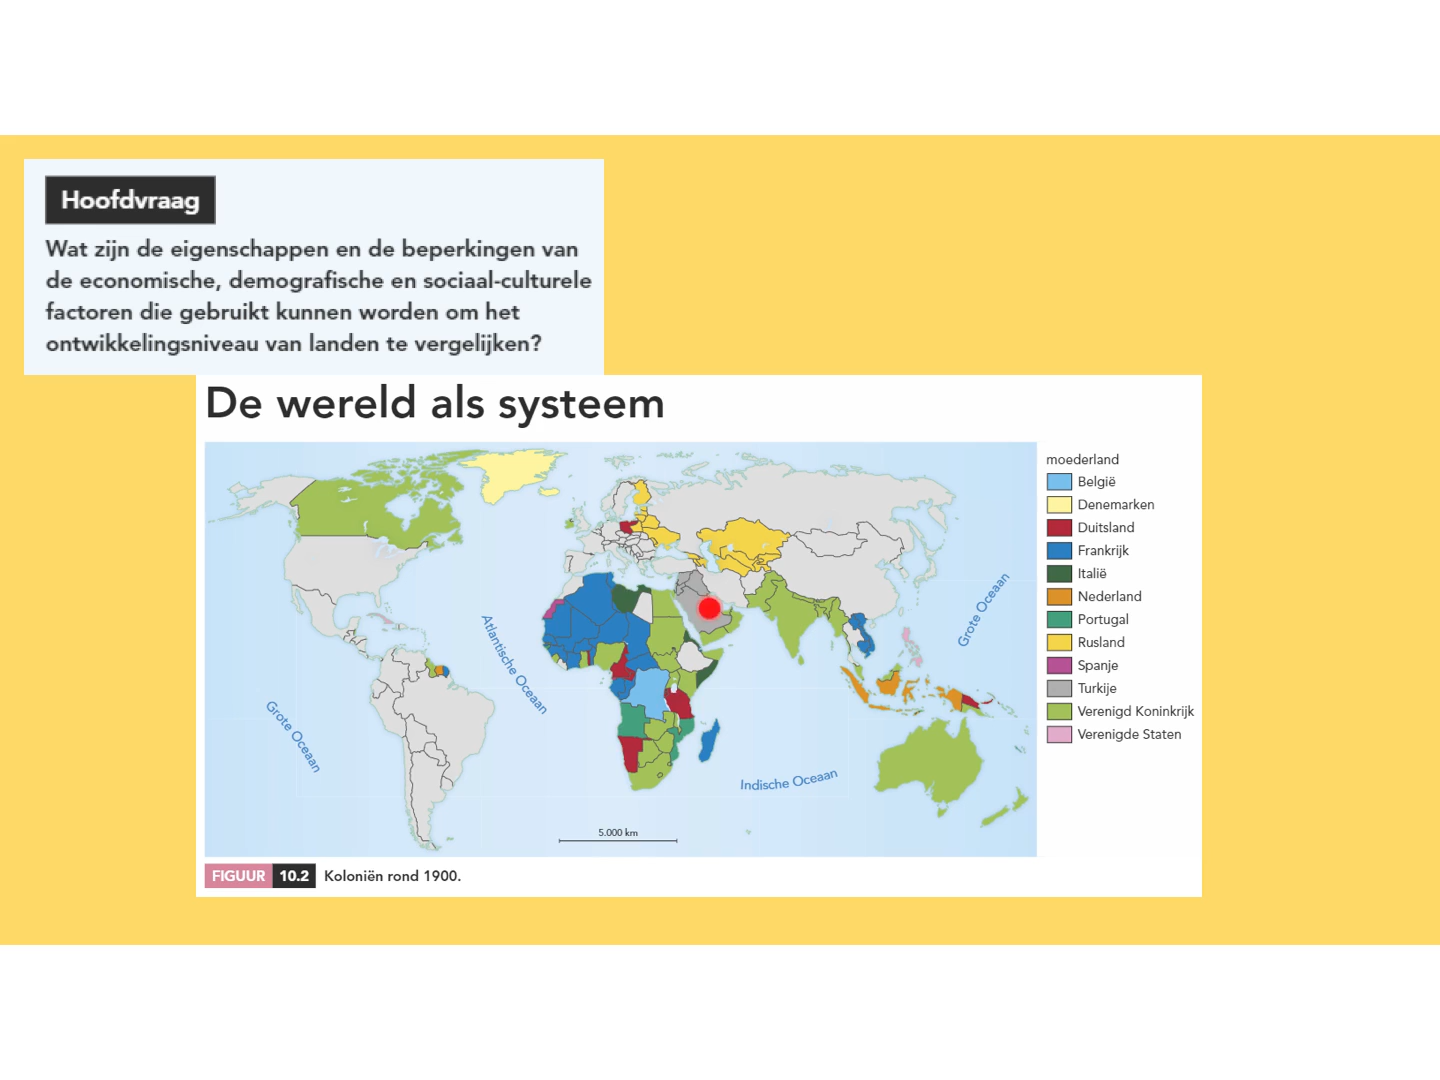 Hoofdvraag
Wat zijn de eigenschappen en de beperkingen van
de economische, demografische en sociaal-culturele
factoren die gebruikt kunnen worden om het
ontwikkelingsniveau van landen te vergelijken?
De wereld als systeem
moederland
België
Denemarken
Duitsland
Frankrijk
Italië
Nederland
Portugal
Rusland
Spanje
Turkije
Verenigd Koninkrijk
Verenigde Staten
Grote Oceaan
Atlantische Oceaan
Grote Oceaan
Indische Oceaan
5.000 km
FIGUUR 10.2 Koloniën rond 1900.